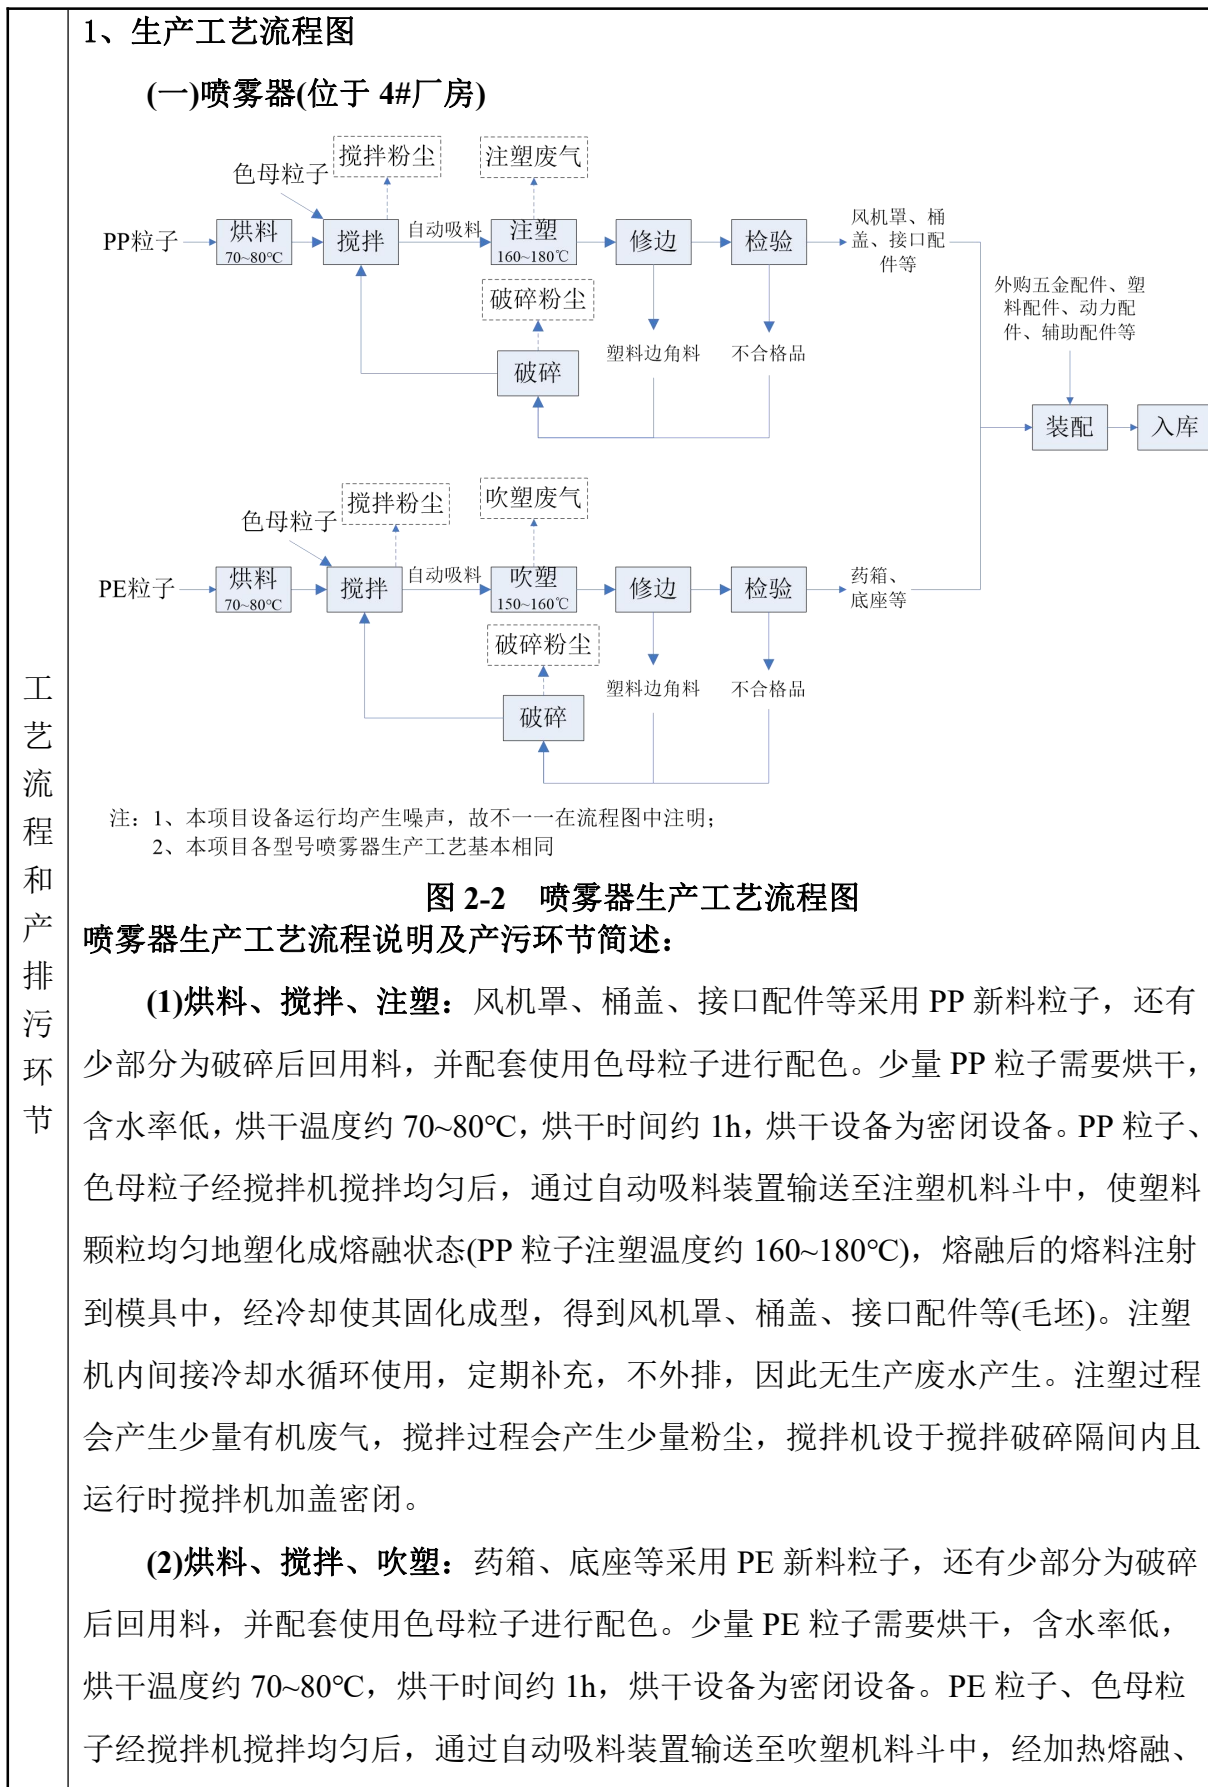 1、生产工艺流程图
(一)喷雾器(位于 4#厂房)
搅拌粉尘
注塑废气
色母粒子
PP粒子
烘料
70~80℃
搅拌
自动吸料
注塑
160~180℃
修边
检验
风机罩、桶
盖、接口配
件等
破碎粉尘
外购五金配件、塑
料配件、动力配
件、辅助配件等
塑料边角料
不合格品
破碎
装配
入库
搅拌粉尘
吹塑废气
色母粒子
PE粒子
烘料
70~80℃
搅拌
自动吸料
吹塑
150~160℃
修边
检验
药箱、
底座等
破碎粉尘
塑料边角料
不合格品
破碎
注：1、本项目设备运行均产生噪声，故不一一在流程图中注明；
2、本项目各型号喷雾器生产工艺基本相同
图 2-2 喷雾器生产工艺流程图
工
艺
流
程
和
产
排
污
环
节
喷雾器生产工艺流程说明及产污环节简述：
(1)烘料、搅拌、注塑：风机罩、桶盖、接口配件等采用 PP 新料粒子，还有
少部分为破碎后回用料，并配套使用色母粒子进行配色。少量 PP 粒子需要烘干，
含水率低，烘干温度约 70~80℃，烘干时间约 1h，烘干设备为密闭设备。PP 粒子、
色母粒子经搅拌机搅拌均匀后，通过自动吸料装置输送至注塑机料斗中，使塑料
颗粒均匀地塑化成熔融状态(PP 粒子注塑温度约 160~180℃)，熔融后的熔料注射
到模具中，经冷却使其固化成型，得到风机罩、桶盖、接口配件等(毛坯)。注塑
机内间接冷却水循环使用，定期补充，不外排，因此无生产废水产生。注塑过程
会产生少量有机废气，搅拌过程会产生少量粉尘，搅拌机设于搅拌破碎隔间内且
运行时搅拌机加盖密闭。
(2)烘料、搅拌、吹塑：药箱、底座等采用 PE 新料粒子，还有少部分为破碎
后回用料，并配套使用色母粒子进行配色。少量 PE 粒子需要烘干，含水率低，
烘干温度约 70~80℃，烘干时间约 1h，烘干设备为密闭设备。PE 粒子、色母粒
子经搅拌机搅拌均匀后，通过自动吸料装置输送至吹塑机料斗中，经加热熔融、